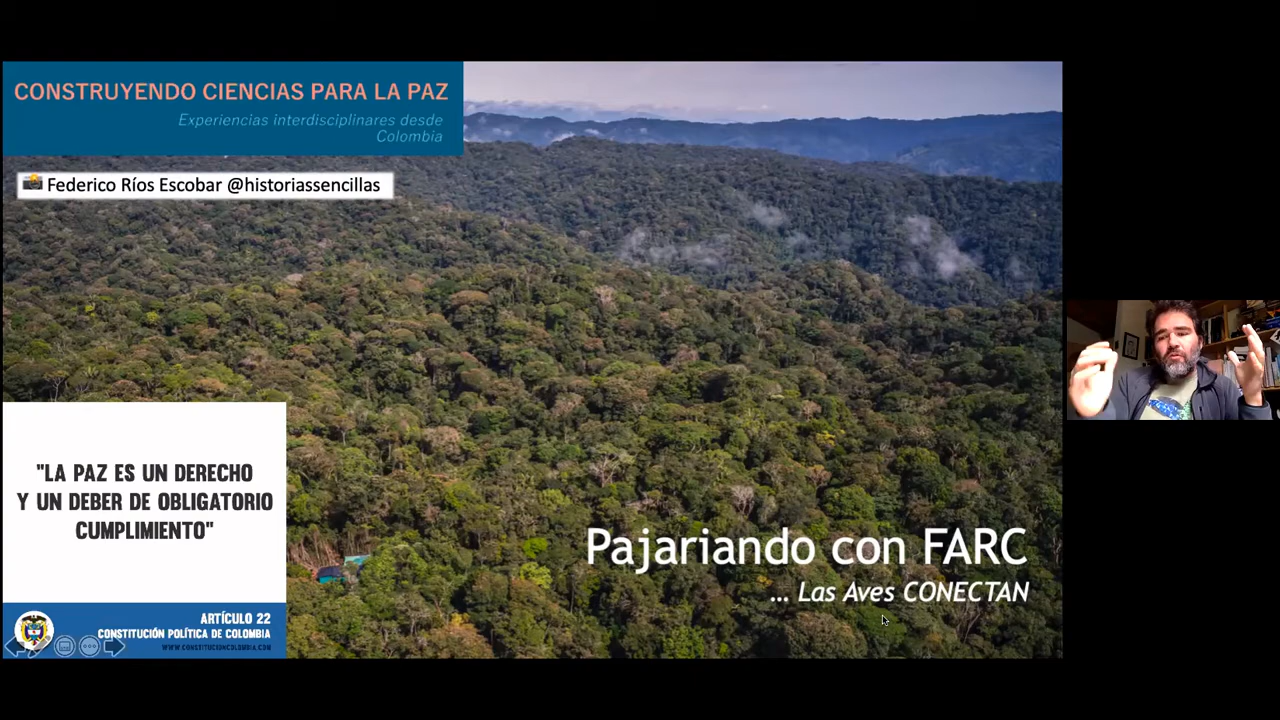 CONSTRUYENDO CIENCIAS PARA LA PAZ
Experiencias interdisciplinares desde
Colombia
Federico Ríos Escobar @historiassencillas
"LA PAZ ES UN DERECHO
Y UN DEBER DE OBLIGATORIO
CUMPLIMIENTO"
ARTÍCULO 22
CONSTITUCIÓN POLÍTICA DE COLOMBIA
WWW.CONSTITUCIONCOLOMBIA.COM
Pajariando con FARC
... Las Aves CONECTAN